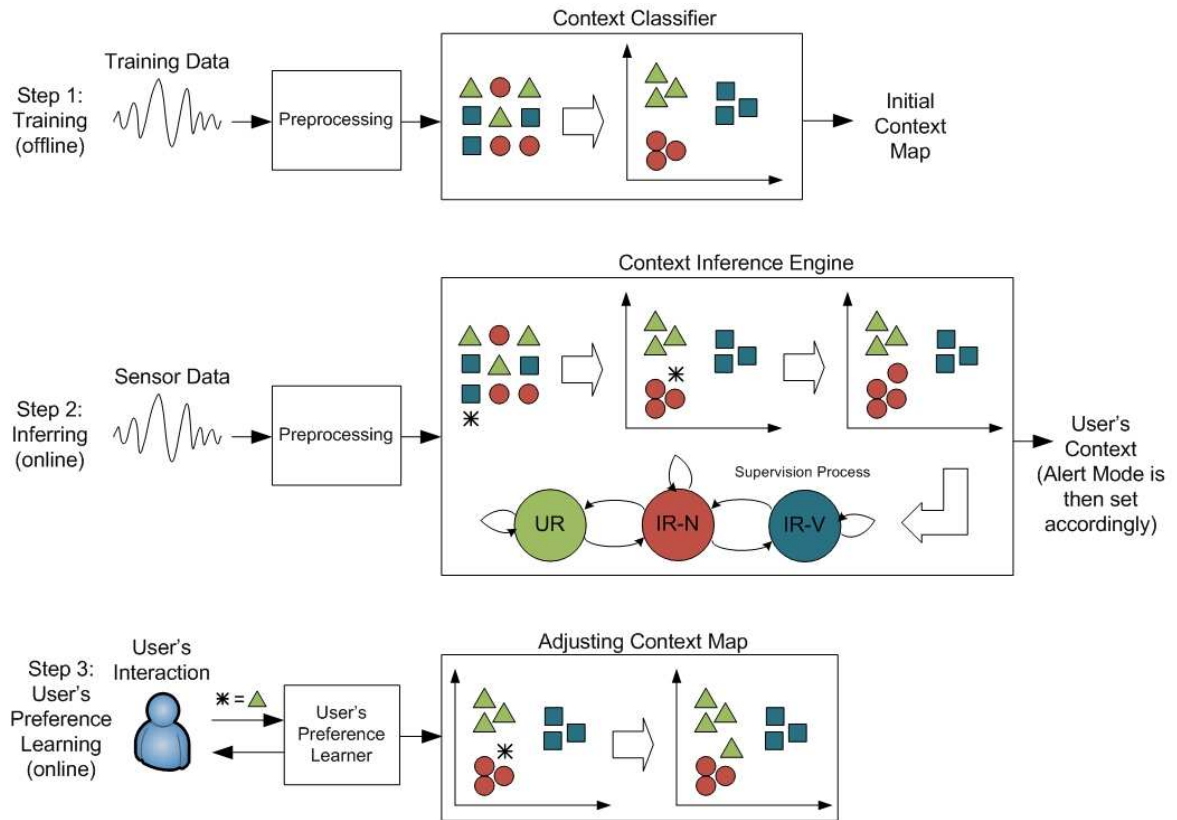 Context Classifier
Training Data
Step 1:
Training
(offline)
Preprocessing
Initial
Context
Map
Context Inference Engine
Sensor Data
Step 2:
Inferring
(online)
Preprocessing
Supervision Process
UR
IR-N
IR-V
User's
Context
(Alert Mode is
then set
accordingly)
Adjusting Context Map
User's
Interaction
Step 3:
User's
Preference
Learning
(online)
* =
User's
Preference
Learner